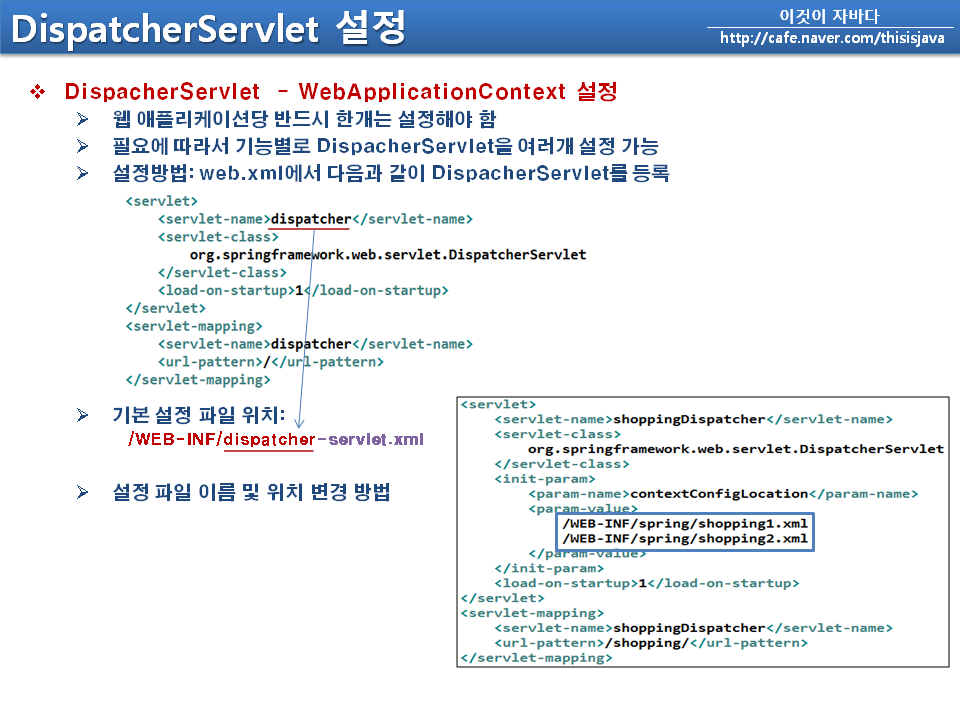 DispatcherServlet 설정
이것이 자바다
http://cafe.naver.com/thisisjava
❖ DispacherServlet - WebApplicationContext 설정
➢ 웹 애플리케이션당 반드시 한개는 설정해야 함
➢ 필요에 따라서 기능별로 DispacherServlet을 여러개 설정 가능
➢ 설정방법: web.xml에서 다음과 같이 DispacherServlet를 등록
<servlet>
<servlet-name>dispatcher</servlet-name>
<servlet-class>
org.springframework.web.servlet.DispatcherServlet
</servlet-class>
<load-on-startup>1</load-on-startup>
</servlet>
<servlet-mapping>
<servlet-name>dispatcher</servlet-name>
<url-pattern>/</url-pattern>
</servlet-mapping>
➢ 기본 설정 파일 위치:
/WEB-INF/dispatcher-servlet.xml
➢ 설정 파일 이름 및 위치 변경 방법
<servlet>
<servlet-name>shoppingDispatcher</servlet-name>
<servlet-class>
org.springframework.web.servlet.DispatcherServlet
</servlet-class>
<init-param>
<param-name>contextConfigLocation</param-name>
<param-value>
/WEB-INF/spring/shopping1.xml
/WEB-INF/spring/shopping2.xml
</param-value>
</init-param>
<load-on-startup>1</load-on-startup>
</servlet>
<servlet-mapping>
<servlet-name>shoppingDispatcher</servlet-name>
<url-pattern>/shopping/</url-pattern>
</servlet-mapping>